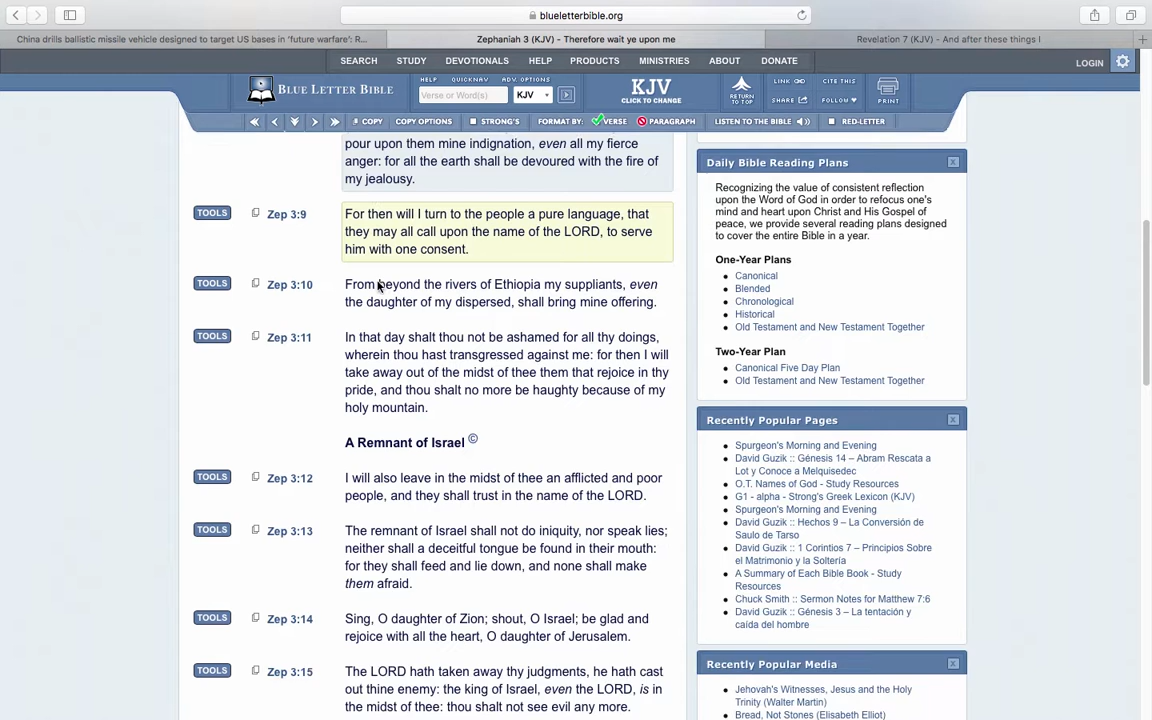 blueletterbible.org
China drills ballistic missile vehicle designed to target US bases in 'future warfare': R...
Zephaniah 3 (KJV) - Therefore wait ye upon me
Revelation 7 (KJV) - And after these things I
SEARCH STUDY DEVOTIONALS HELP PRODUCTS MINISTRIES ABOUT DONATE
LOGIN
BLUE LETTER BIBLE
HELP QUICKNAV ADV. OPTIONS
Verse or Word(s) KJV
KJV
CLICK TO CHANGE
RETURN
TO TOP
LINK CITE THIS
SHARE FOLLOW
PRINT
COPY COPY OPTIONS STRONG'S FORMAT BY: VERSE PARAGRAPH LISTEN TO THE BIBLE RED-LETTER
pour upon them mine indignation, even all my fierce
anger: for all the earth shall be devoured with the fire of
my jealousy.
TOOLS Zep 3:9 For then will I turn to the people a pure language, that
they may all call upon the name of the LORD, to serve
him with one consent.
TOOLS Zep 3:10 From beyond the rivers of Ethiopia my suppliants, even
the daughter of my dispersed, shall bring mine offering.
TOOLS Zep 3:11 In that day shalt thou not be ashamed for all thy doings,
wherein thou hast transgressed against me: for then I will
take away out of the midst of thee them that rejoice in thy
pride, and thou shalt no more be haughty because of my
holy mountain.
A Remnant of Israel ©
TOOLS Zep 3:12 I will also leave in the midst of thee an afflicted and poor
people, and they shall trust in the name of the LORD.
TOOLS Zep 3:13 The remnant of Israel shall not do iniquity, nor speak lies;
neither shall a deceitful tongue be found in their mouth:
for they shall feed and lie down, and none shall make
them afraid.
TOOLS Zep 3:14 Sing, O daughter of Zion; shout, O Israel; be glad and
rejoice with all the heart, O daughter of Jerusalem.
TOOLS Zep 3:15 The LORD hath taken away thy judgments, he hath cast
out thine enemy: the king of Israel, even the LORD, is in
the midst of thee: thou shalt not see evil any more.
Daily Bible Reading Plans
Recognizing the value of consistent reflection
upon the Word of God in order to refocus one's
mind and heart upon Christ and His Gospel of
peace, we provide several reading plans designed
to cover the entire Bible in a year.
One-Year Plans
Canonical
Blended
Chronological
Historical
Old Testament and New Testament Together
Two-Year Plan
Canonical Five Day Plan
Old Testament and New Testament Together
Recently Popular Pages
Spurgeon's Morning and Evening
David Guzik :: Génesis 14 – Abram Rescata a
Lot y Conoce a Melquisedec
O.T. Names of God - Study Resources
G1 - alpha - Strong's Greek Lexicon (KJV)
Spurgeon's Morning and Evening
David Guzik :: Hechos 9 – La Conversión de
Saulo de Tarso
David Guzik :: 1 Corintios 7 – Principios Sobre
el Matrimonio y la Soltería
A Summary of Each Bible Book - Study
Resources
Chuck Smith :: Sermon Notes for Matthew 7:6
David Guzik :: Génesis 3 – La tentación y
caída del hombre
Recently Popular Media
Jehovah's Witnesses, Jesus and the Holy
Trinity (Walter Martin)
Bread, Not Stones (Elisabeth Elliot)